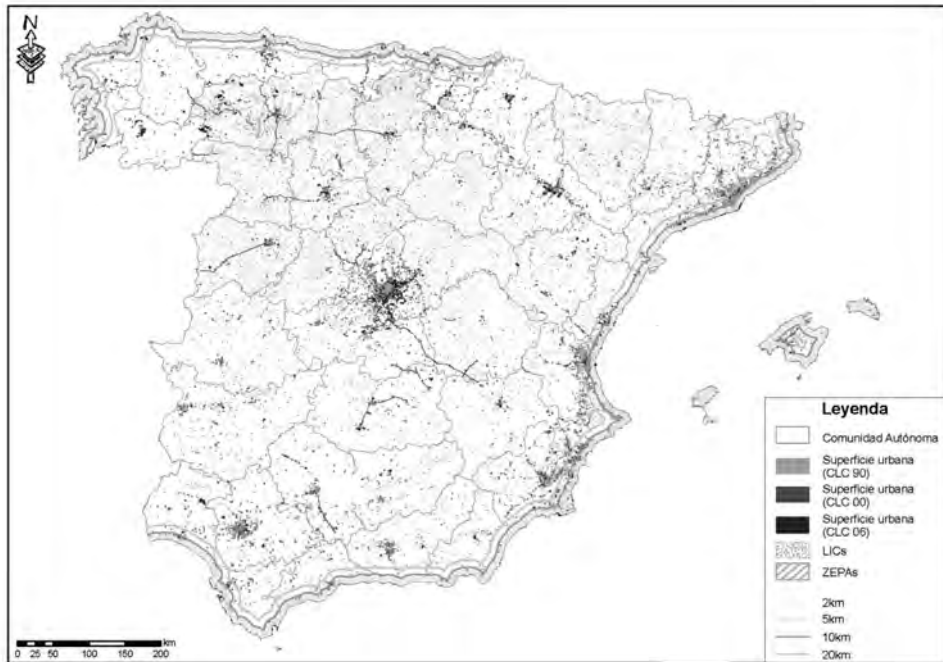 N
Leyenda
Comunidad Autónoma
Superficie urbana
(CLC 90)
Superficie urbana
(CLC 00)
Superficie urbana
(CLC 06)
LICs
ZEPAs
2km
5km
10km
20km
km
0 25 50 100 150 200